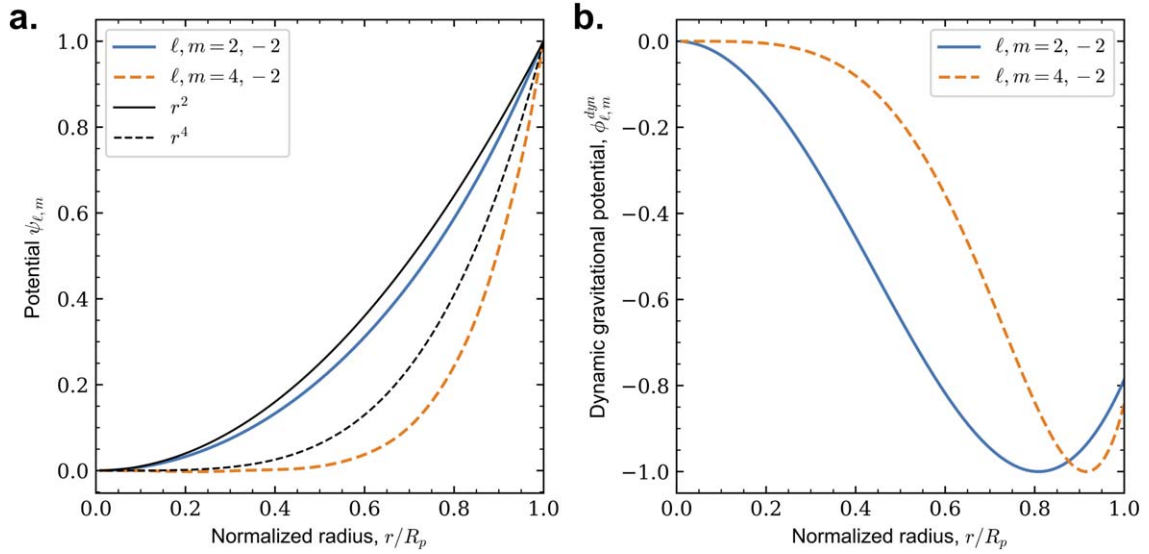 a.
ℓ, m = 2, −2
ℓ, m = 4, −2
r²
r⁴
1.0
0.8
0.6
0.4
0.2
0.0
Potential ψℓ,m
0.0 0.2 0.4 0.6 0.8 1.0
Normalized radius, r/Rp
b.
ℓ, m = 2, −2
ℓ, m = 4, −2
0.0
−0.2
−0.4
−0.6
−0.8
−1.0
Dynamic gravitational potential, ϕℓ,m^dyn
0.0 0.2 0.4 0.6 0.8 1.0
Normalized radius, r/Rp